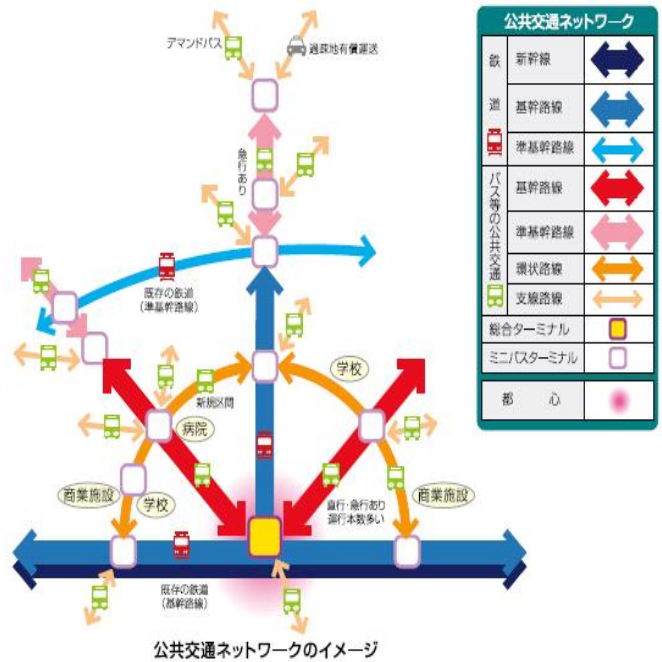 デマンドバス
過疎地有償運送
急行あり
既存の鉄道
(準基幹路線)
学校
新規区間
病院
商業施設
学校
直行・急行あり
運行本数多い
商業施設
既存の鉄道
(基幹路線)
公共交通ネットワークのイメージ
公共交通ネットワーク
鉄道
新幹線
基幹路線
準基幹路線
バス等の公共交通
基幹路線
準基幹路線
環状路線
支線路線
総合ターミナル
ミニバスターミナル
都心